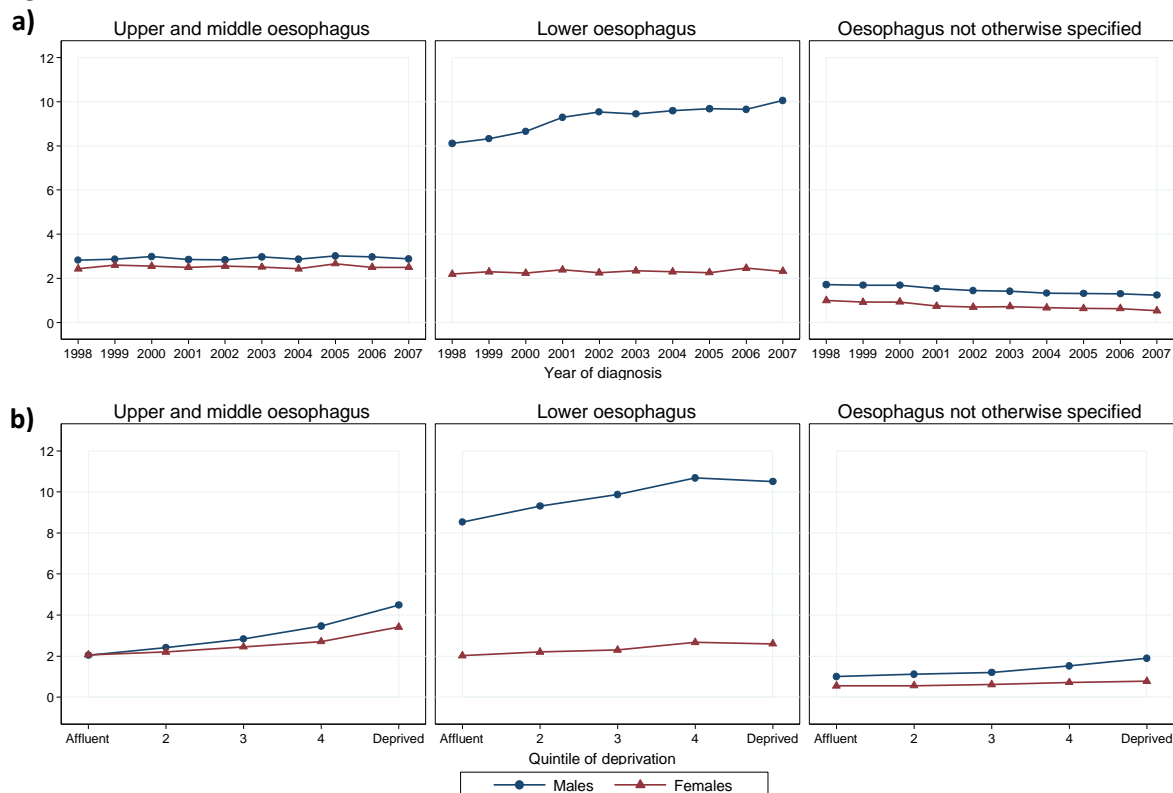 a)
Upper and middle oesophagus Lower oesophagus Oesophagus not otherwise specified
12
10
8
6
4
2
0
1998 1999 2000 2001 2002 2003 2004 2005 2006 2007 1998 1999 2000 2001 2002 2003 2004 2005 2006 2007 1998 1999 2000 2001 2002 2003 2004 2005 2006 2007
Year of diagnosis
b)
Upper and middle oesophagus Lower oesophagus Oesophagus not otherwise specified
12
10
8
6
4
2
0
Affluent 2 3 4 Deprived Affluent 2 3 4 Deprived Affluent 2 3 4 Deprived
Quintile of deprivation
Males Females